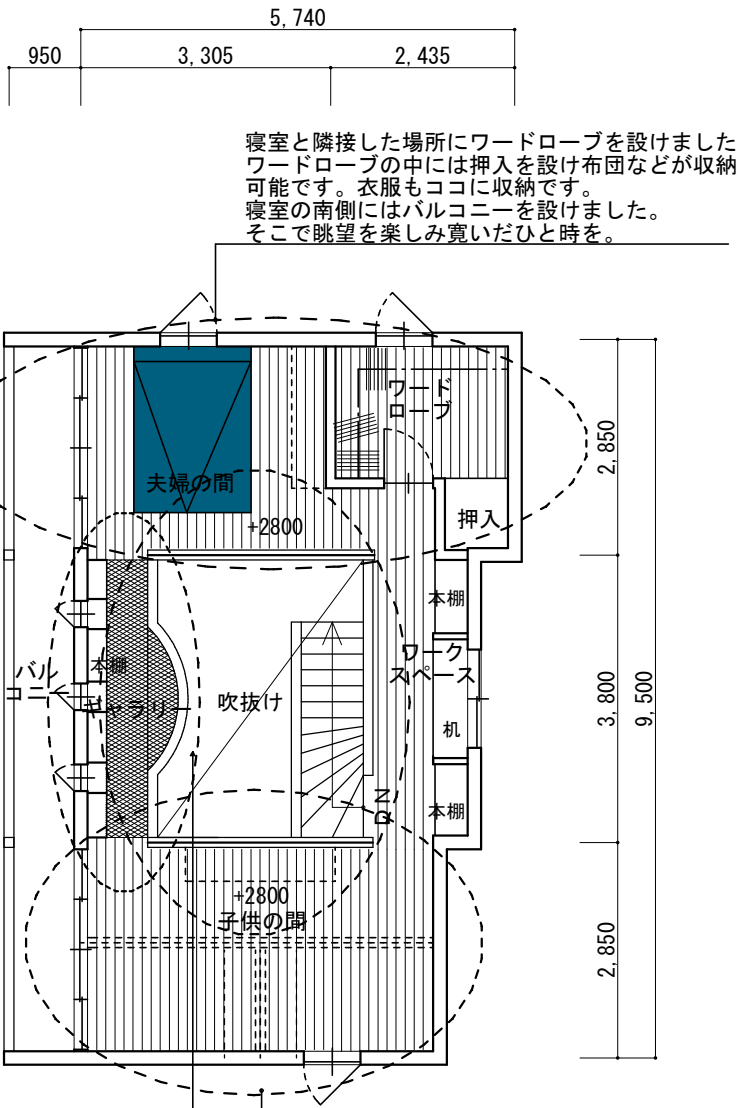 5,740
950
3,305
2,435
寝室と隣接した場所にワードローブを設けました
ワードローブの中には押入を設け布団などが収納
可能です。衣服もココに収納です。
寝室の南側にはバルコニーを設けました。
そこで眺望を楽しみ寛いだひと時を。
ワード
ローブ
2,850
夫婦の間
押入
+2800
本棚
ワーク
スペース
本棚
バル
コニー
吹抜け
ギャラリー
3,800
9,500
机
DN
本棚
+2800
子供の間
2,850